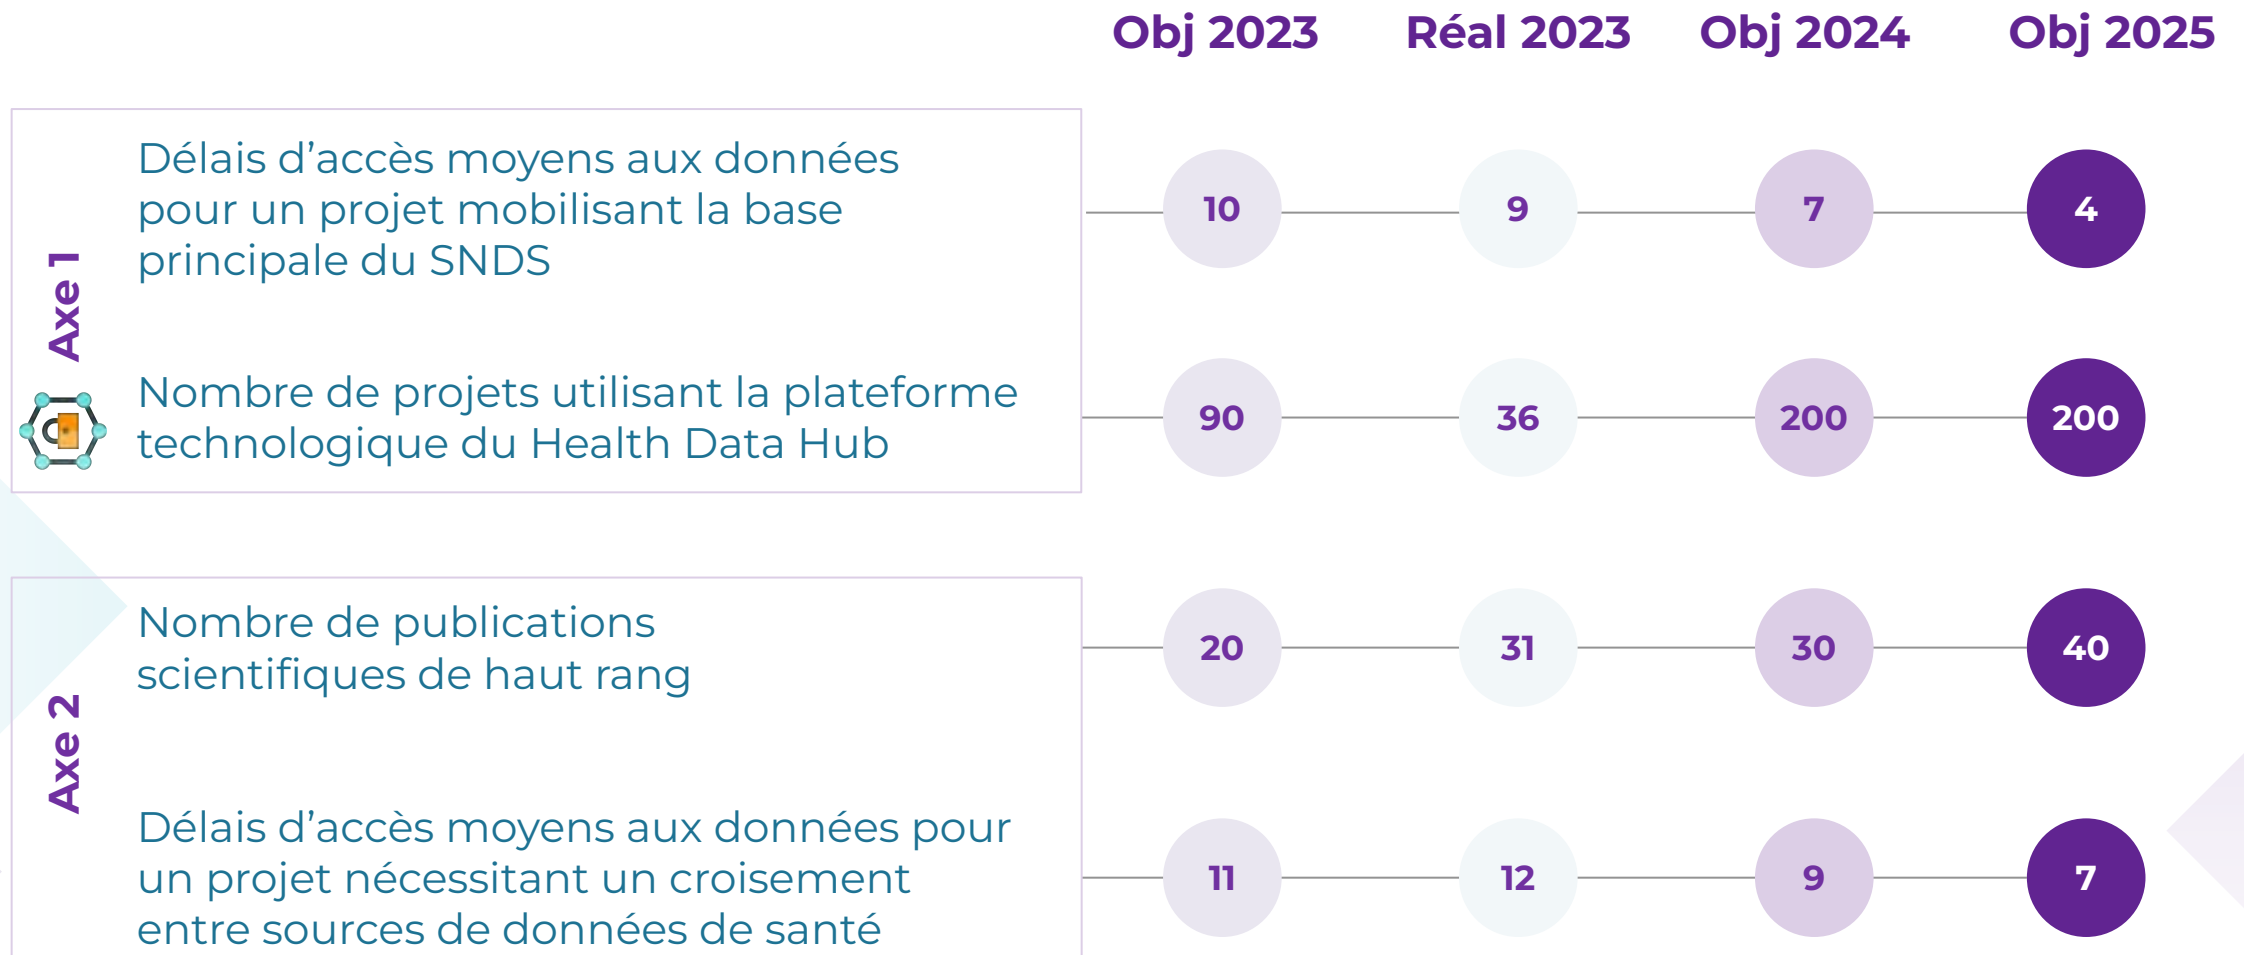 Obj 2023 Réal 2023 Obj 2024 Obj 2025
Axe 1
Délais d’accès moyens aux données
pour un projet mobilisant la base
principale du SNDS
10 9 7 4
Nombre de projets utilisant la plateforme
technologique du Health Data Hub
90 36 200 200
Axe 2
Nombre de publications
scientifiques de haut rang
20 31 30 40
Délais d’accès moyens aux données pour
un projet nécessitant un croisement
entre sources de données de santé
11 12 9 7